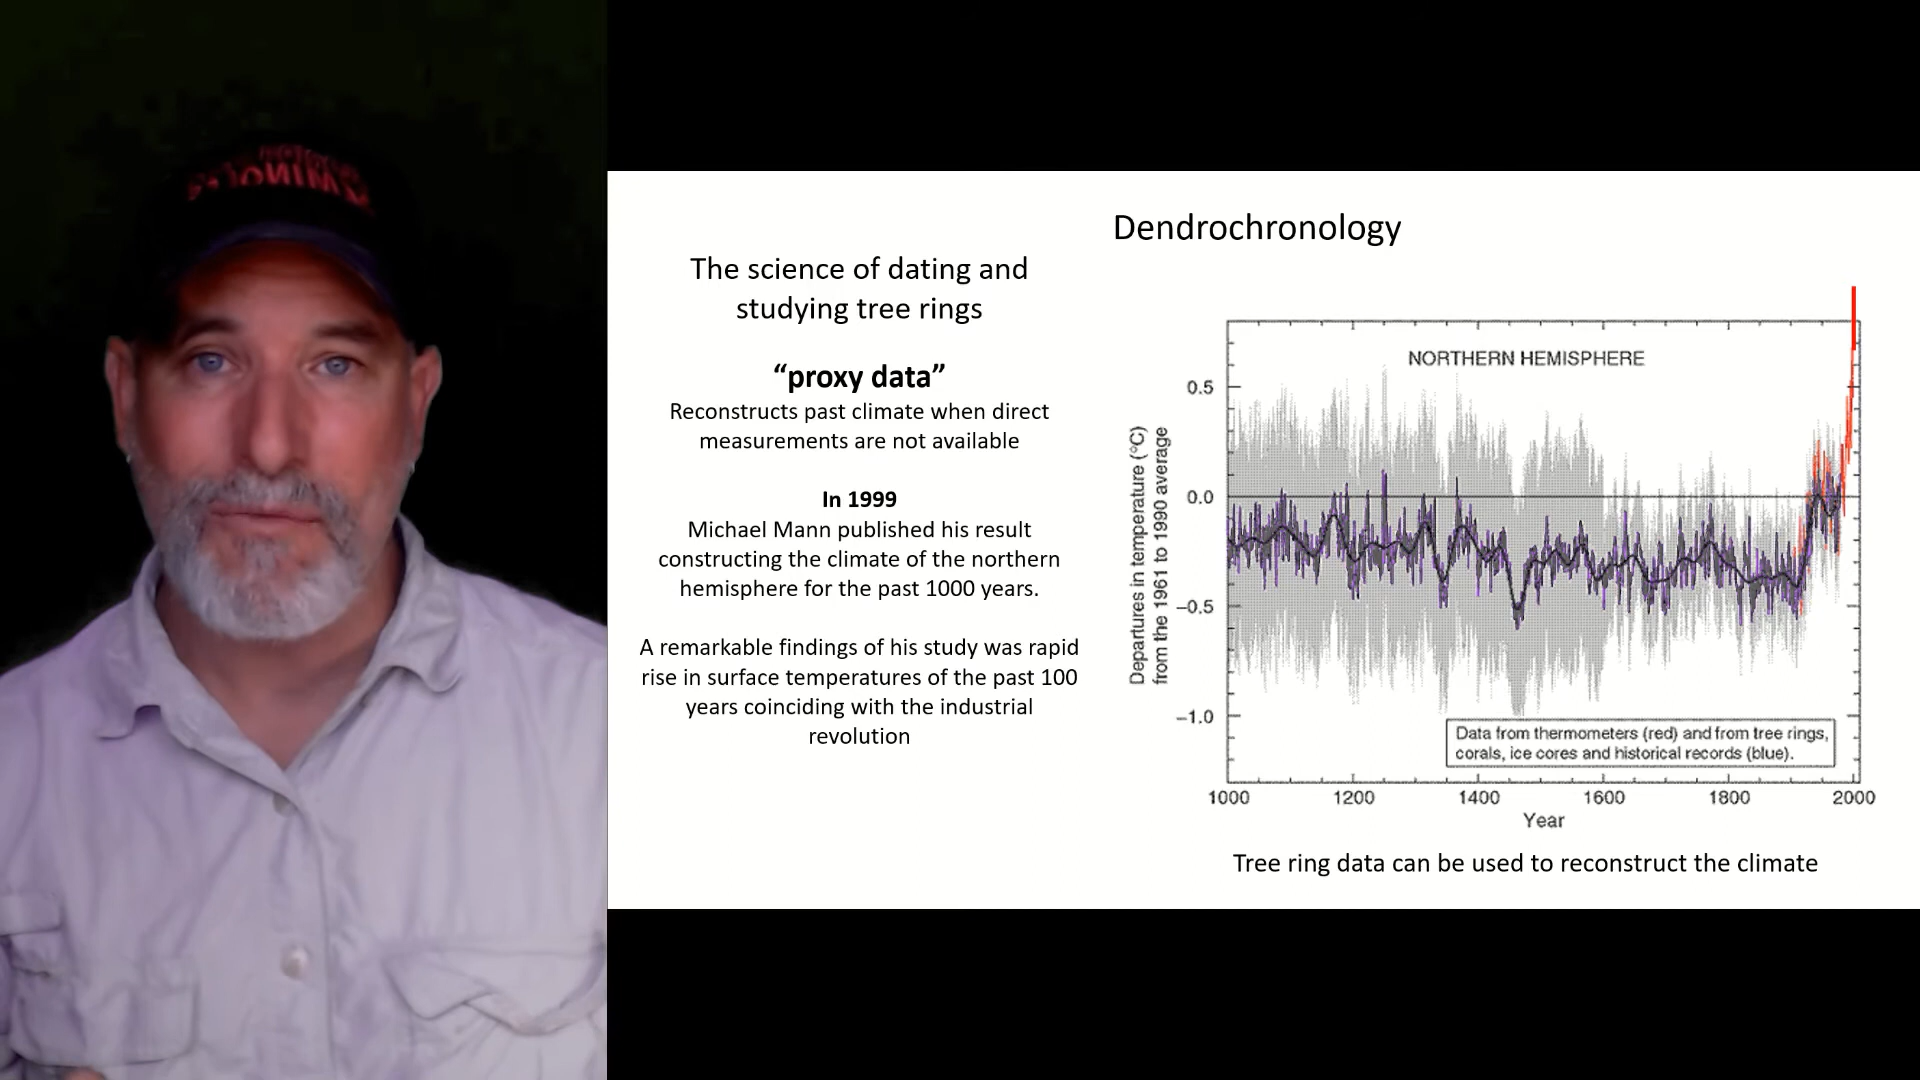 Dendrochronology
The science of dating and
studying tree rings
“proxy data”
Reconstructs past climate when direct
measurements are not available
In 1999
Michael Mann published his result
constructing the climate of the northern
hemisphere for the past 1000 years.
A remarkable findings of his study was rapid
rise in surface temperatures of the past 100
years coinciding with the industrial
revolution
NORTHERN HEMISPHERE
Departures in temperature (°C)
from the 1961 to 1990 average
0.5
0.0
−0.5
−1.0
Data from thermometers (red) and from tree rings,
corals, ice cores and historical records (blue).
1000 1200 1400 1600 1800 2000
Year
Tree ring data can be used to reconstruct the climate